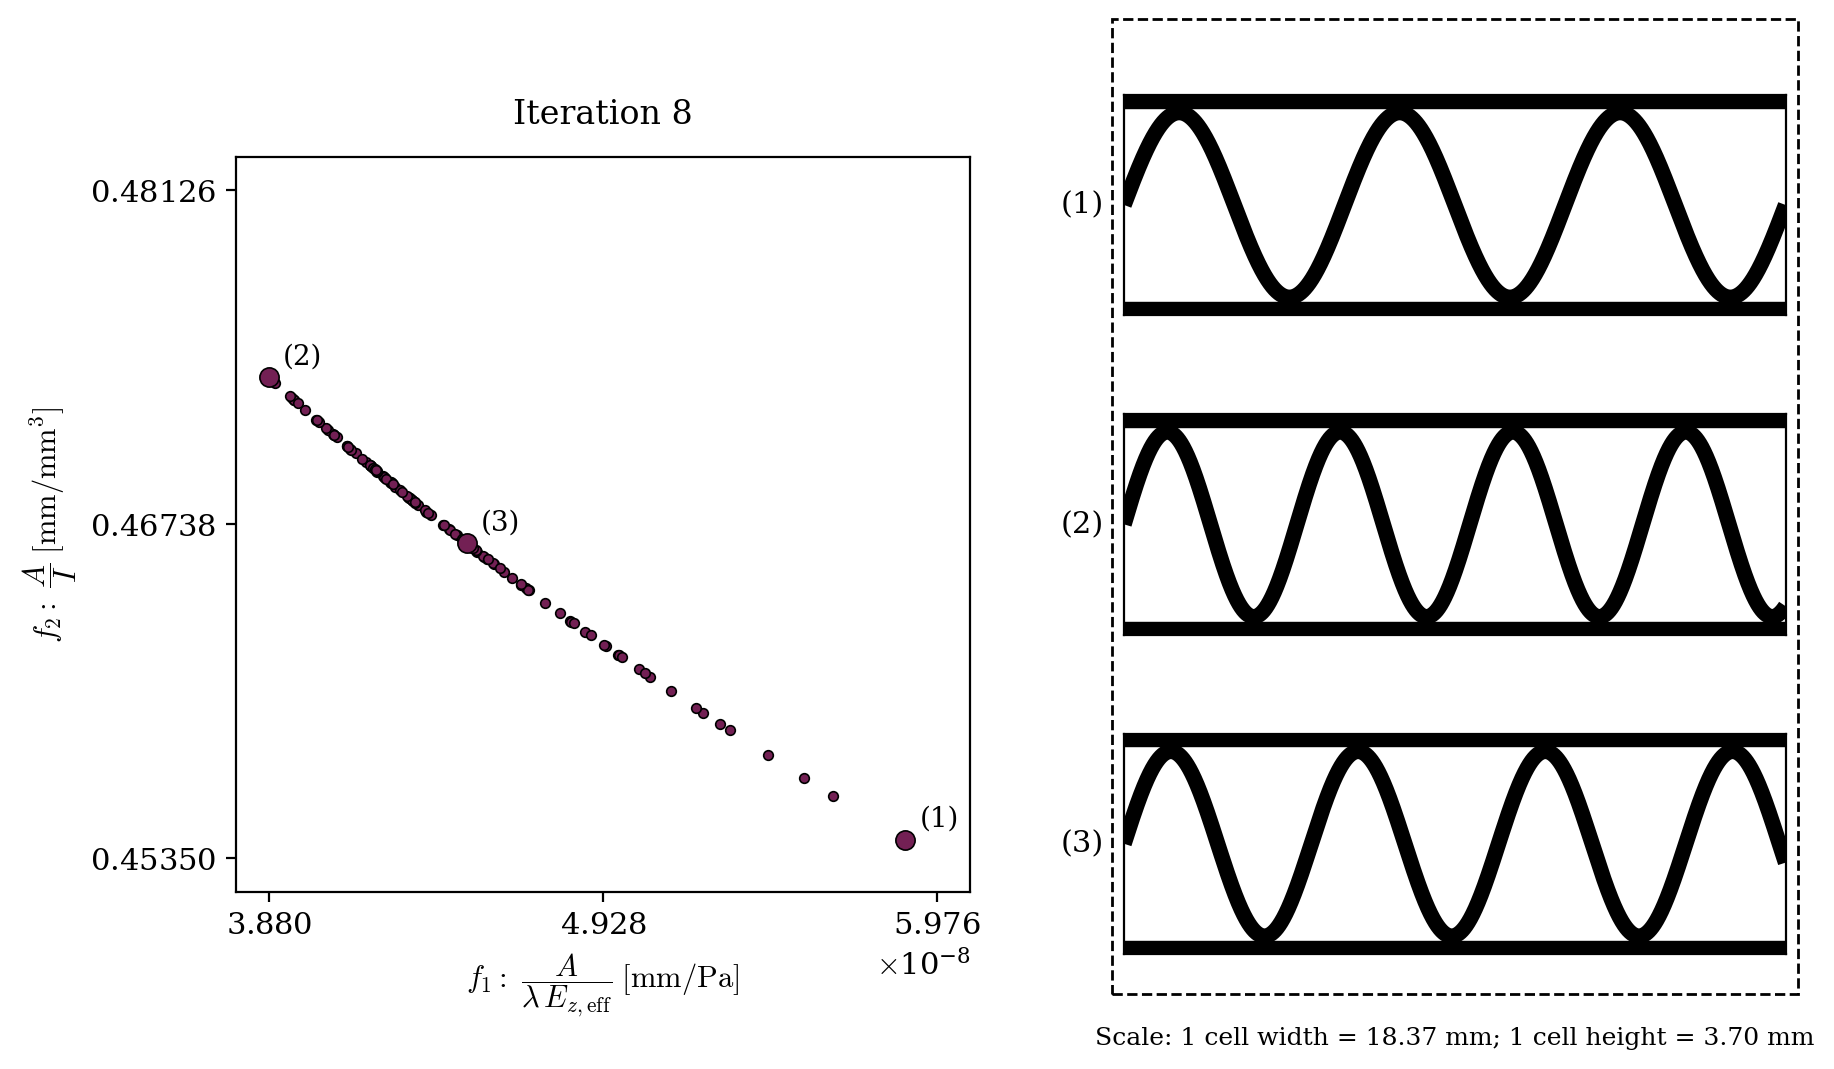 Iteration 8
0.48126
0.46738
0.45350
f₂: A/I [mm/mm³]
(2)
(3)
(1)
3.880 4.928 5.976
×10⁻⁸
f₁: A/(λ E_z,eff) [mm/Pa]
(1)
(2)
(3)
Scale: 1 cell width = 18.37 mm; 1 cell height = 3.70 mm